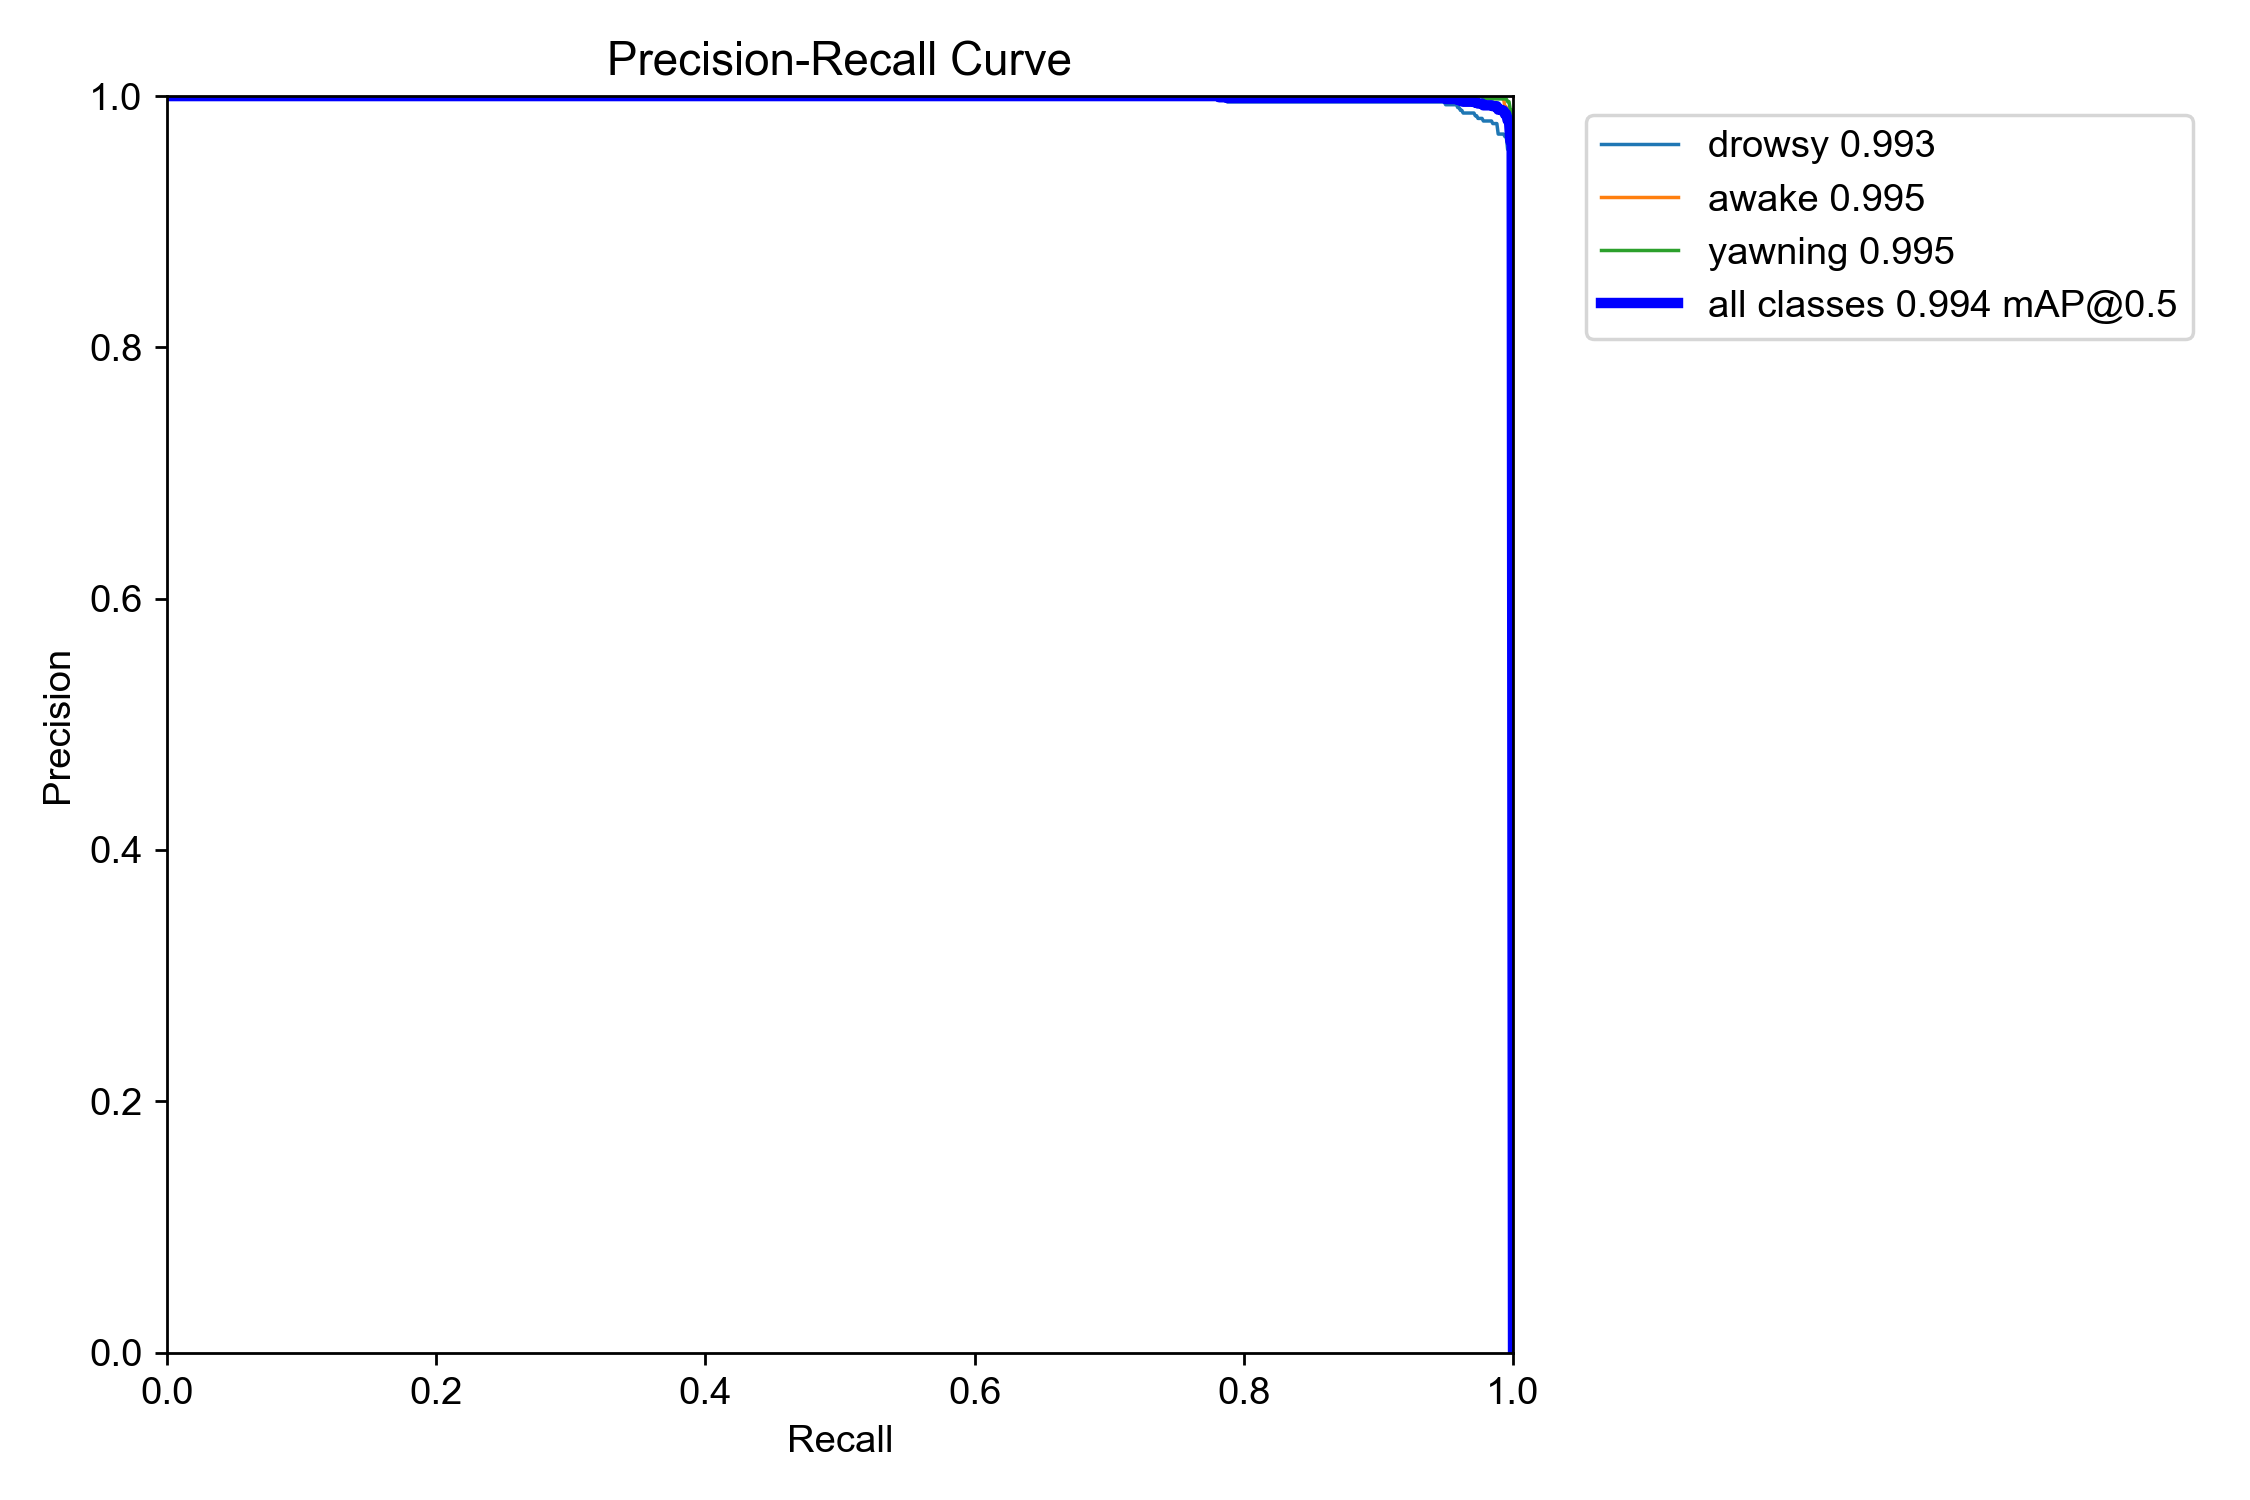 Precision-Recall Curve
1.0
0.8
0.6
0.4
0.2
0.0
Precision
0.0 0.2 0.4 0.6 0.8 1.0
Recall
drowsy 0.993
awake 0.995
yawning 0.995
all classes 0.994 mAP@0.5